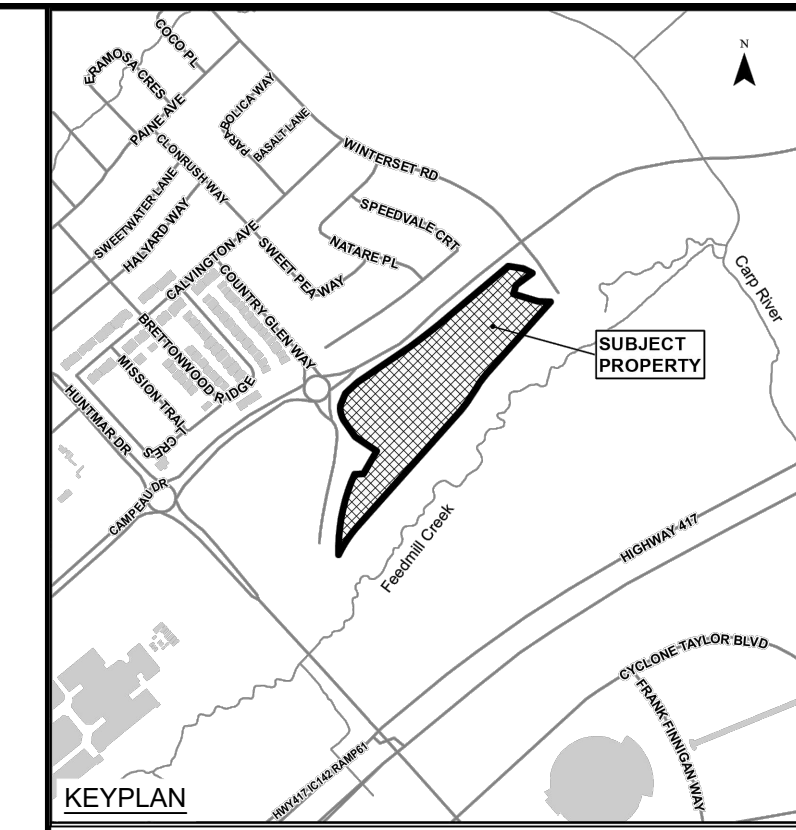 COCO PL
N
ERAMOSA CRES
PAINE AVE
BOLICA WAY
PARA
BASALT LANE
CLONRUSH WAY
WINTERSET RD
SWEETWATER LANE
HALYARD WAY
SPEEDVALE CRT
CALVINGTON AVE
SWEET PEA WAY
NATARE PL
COUNTRY GLEN WAY
Carp River
BRETTONWOOD RIDGE
SUBJECT
PROPERTY
MISSION TRAIL
CRES
HUNTMAR DR
CAMPEAU DR
Feedmill Creek
HIGHWAY 417
CYCLONE TAYLOR BLVD
FRANK FINNIGAN WAY
HWY417 IC142 RAMP61
KEYPLAN